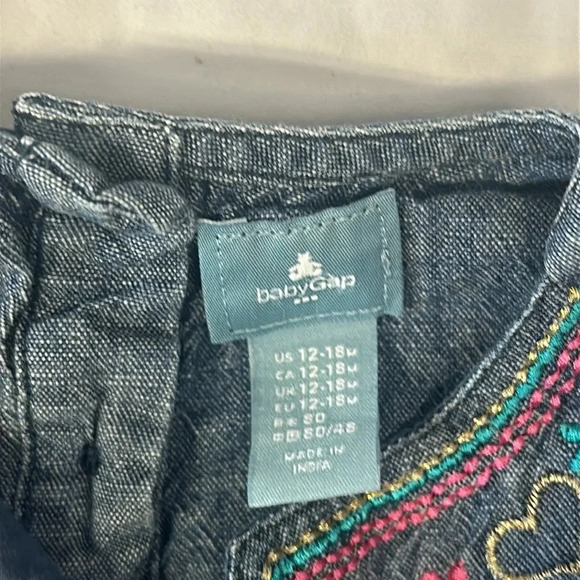 babyGap
US 12-18M
CA 12-18M
UK 12-18M
EU 12-18M
80
80/48
MADE IN
INDIA